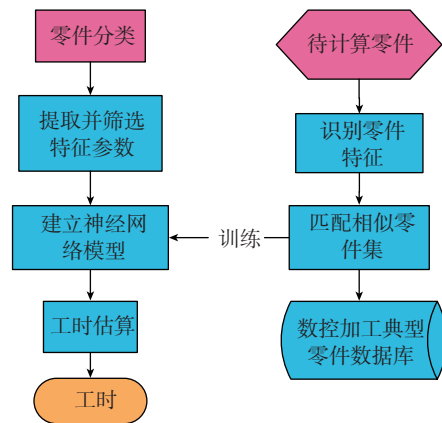 零件分类
提取并筛选
特征参数
建立神经网
络模型
工时估算
工时
训练
待计算零件
识别零件
特征
匹配相似零
件集
数控加工典型
零件数据库